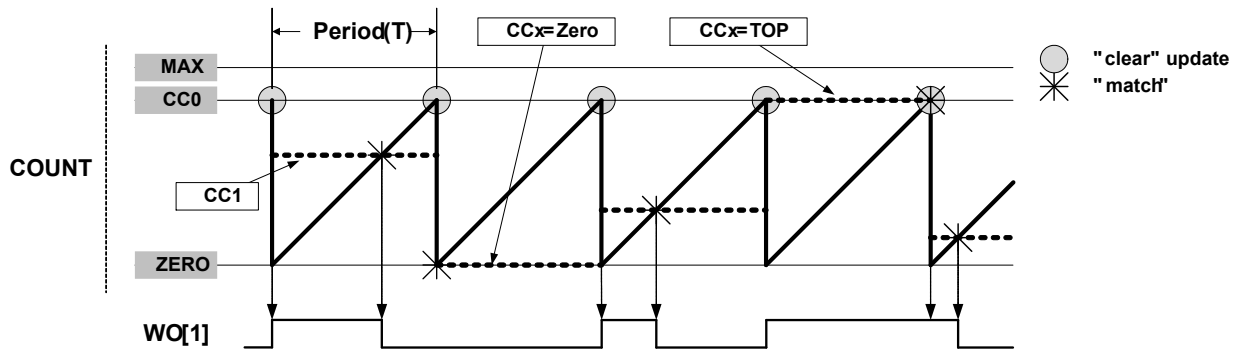 Period(T)
CCx=Zero
CCx=TOP
"clear" update
"match"
MAX
CC0
COUNT
CC1
ZERO
WO[1]